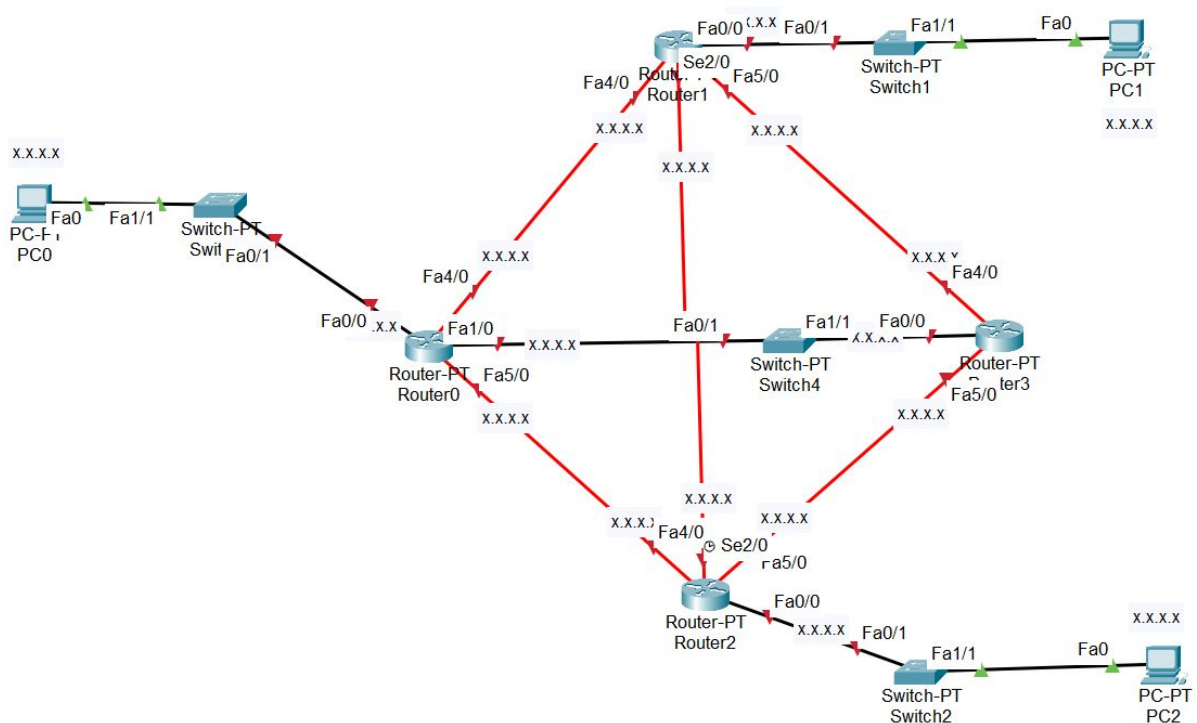 Fa0/0
x.x.x
Fa0/1
Fa1/1
Fa0
Se2/0
Fa4/0
Router1
Fa5/0
Switch-PT
Switch1
PC-PT
PC1
x.x.x.x
x.x.x.x
x.x.x.x
x.x.x.x
x.x.x.x
Fa0
Fa1/1
PC0
Switch-PT
Fa0/1
x.x.x.x
Fa4/0
Fa4/0
Fa0/0
.x.x
Fa1/0
x.x.x.x
Fa0/1
Fa1/1
x.x.x.x
Fa0/0
Router-PT
Router0
Fa5/0
Switch-PT
Switch4
Router-PT
Fa5/0
x.x.x.x
x.x.x.x
x.x.x.x
x.x.x.x
Fa4/0
Se2/0
x.x.x.x
Fa5/0
Router-PT
Router2
Fa0/0
x.x.x.x
Fa0/1
Fa1/1
Fa0
x.x.x.x
Switch-PT
Switch2
PC-PT
PC2